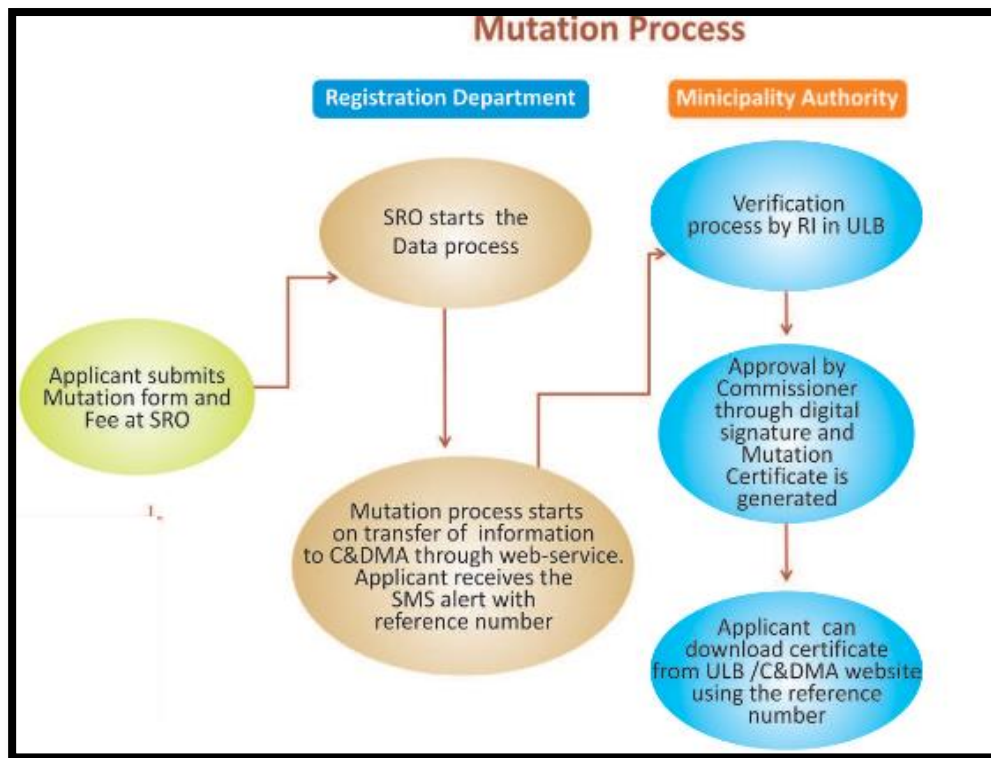 Mutation Process
Registration Department
Minicipality Authority
SRO starts the
Data process
Verification
process by RI in ULB
Applicant submits
Mutation form and
Fee at SRO
Approval by
Commissioner
through digital
signature and
Mutation
Certificate is
generated
Mutation process starts
on transfer of information
to C&DMA through web-service.
Applicant receives the
SMS alert with
reference number
Applicant can
download certificate
from ULB /C&DMA website
using the reference
number